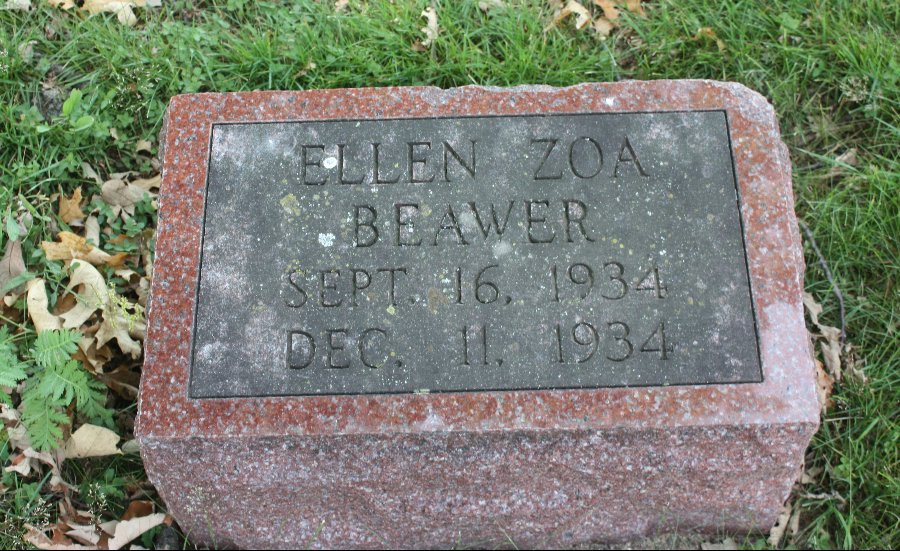 ELLEN ZOA
BEAWER
SEPT. 16, 1934
DEC. 11, 1934